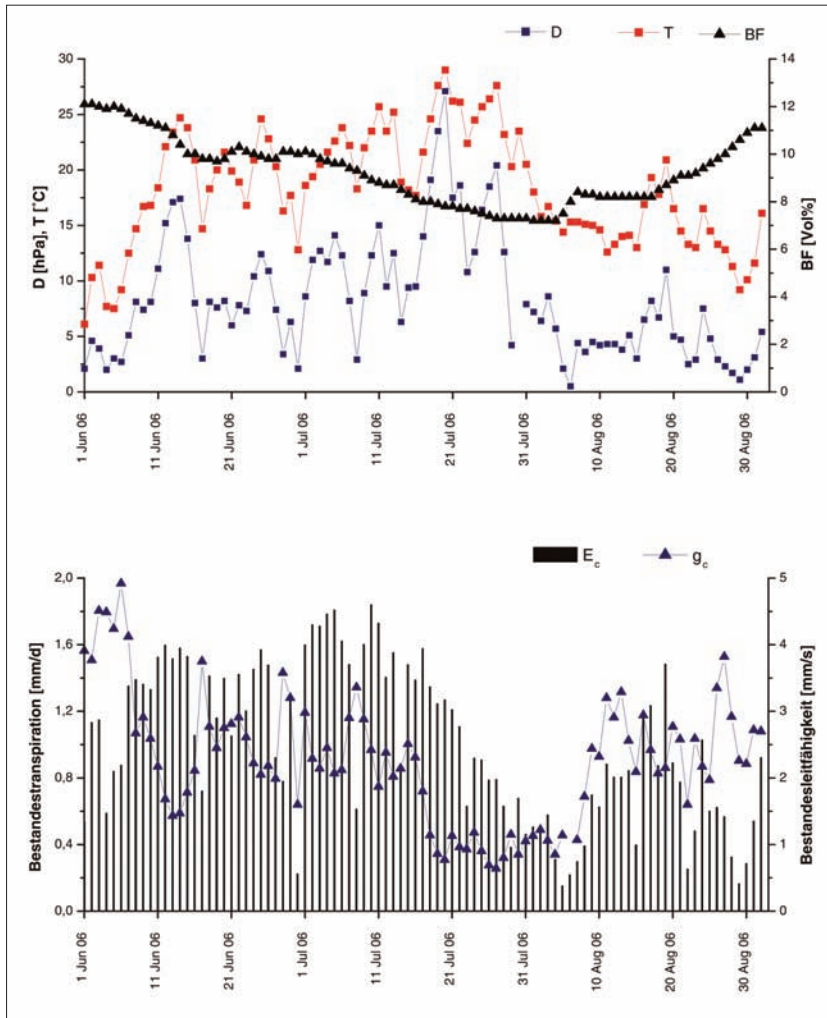 D T BF
30 14
25 12
20 10
15 8
10 6
5 4
0 2
0
D [hPa], T [˚C]
BF [Vol%]
1 Jun 06 11 Jun 06 21 Jun 06 1 Jul 06 11 Jul 06 21 Jul 06 31 Jul 06 10 Aug 06 20 Aug 06 30 Aug 06
Ec gc
2,0 5
1,6 4
1,2 3
0,8 2
0,4 1
0,0 0
Bestandestranspiration [mm/d]
Bestandesleitfähigkeit [mm/s]
1 Jun 06 11 Jun 06 21 Jun 06 1 Jul 06 11 Jul 06 21 Jul 06 31 Jul 06 10 Aug 06 20 Aug 06 30 Aug 06